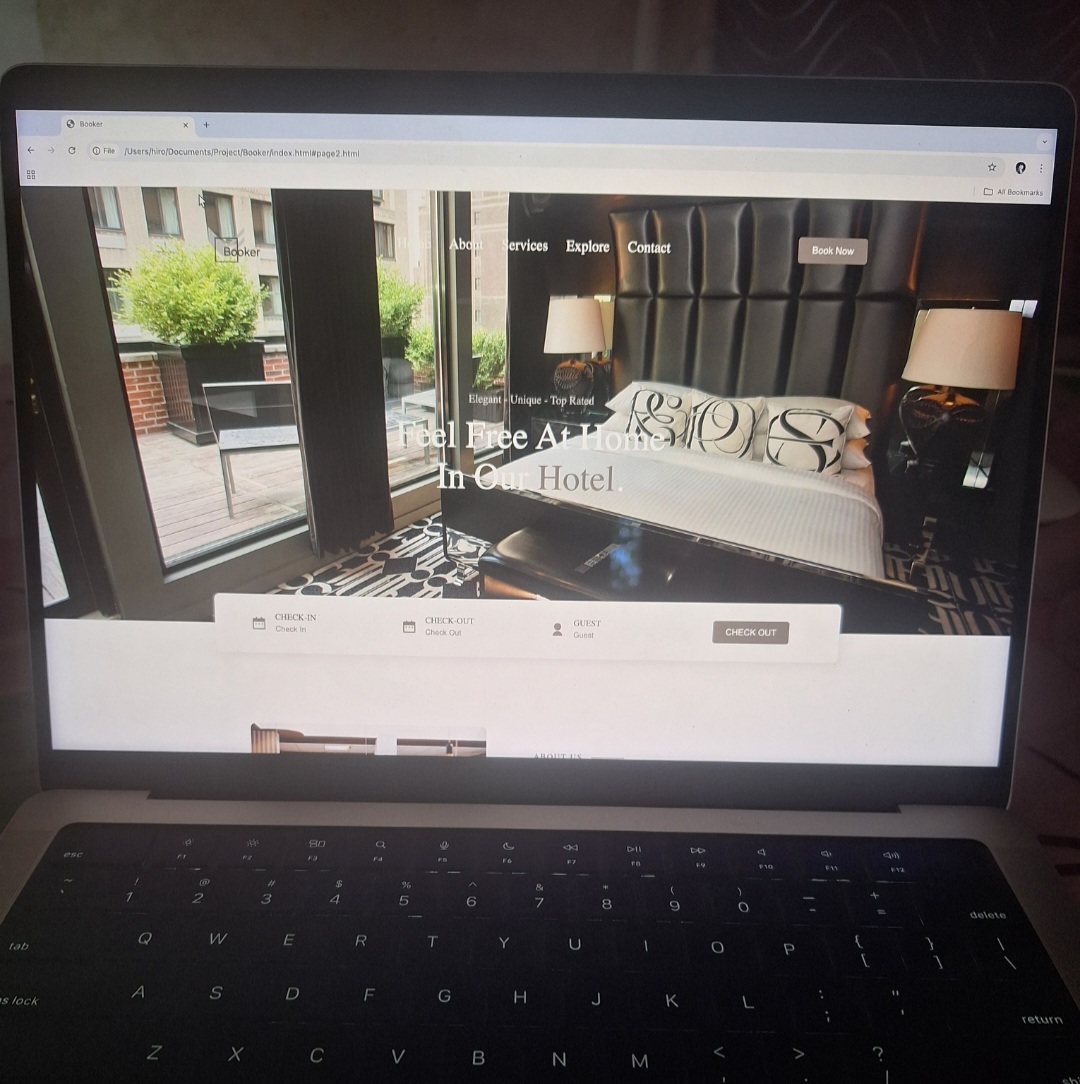 Booker
File /Users/hiro/Documents/Project/Booker/index.html#page2.html
All Bookmarks
Booker
Home About Services Explore Contact
Book Now
Elegant - Unique - Top Rated
Feel Free At Home
In Our Hotel.
CHECK-IN
Check In
CHECK-OUT
Check Out
GUEST
Guest
CHECK OUT
ABOUT US
esc F1 F2 F3 F4 F5 F6 F7 F8 F9 F10 F11 F12
~ ! @ # $ % ^ & * ( ) _ +
` 1 2 3 4 5 6 7 8 9 0 - = delete
tab Q W E R T Y U I O P { [ } ] | \
s lock A S D F G H J K L : ; " ' return
Z X C V B N M < > ?